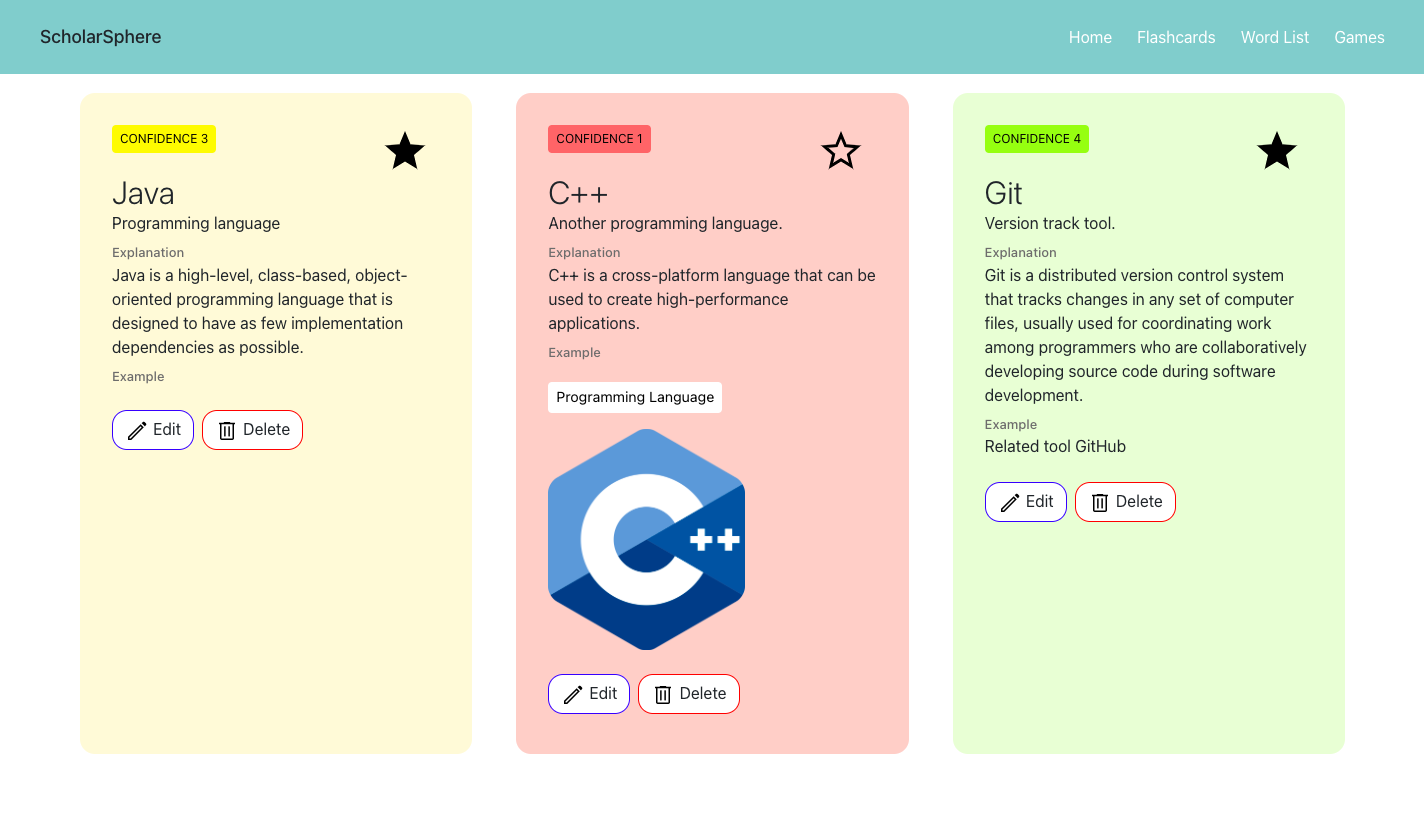 ScholarSphere
Home Flashcards Word List Games
CONFIDENCE 3
Java
Programming language
Explanation
Java is a high-level, class-based, object-
oriented programming language that is
designed to have as few implementation
dependencies as possible.
Example
Edit Delete
CONFIDENCE 1
C++
Another programming language.
Explanation
C++ is a cross-platform language that can be
used to create high-performance
applications.
Example
Programming Language
C++
Edit Delete
CONFIDENCE 4
Git
Version track tool.
Explanation
Git is a distributed version control system
that tracks changes in any set of computer
files, usually used for coordinating work
among programmers who are collaboratively
developing source code during software
development.
Example
Related tool GitHub
Edit Delete